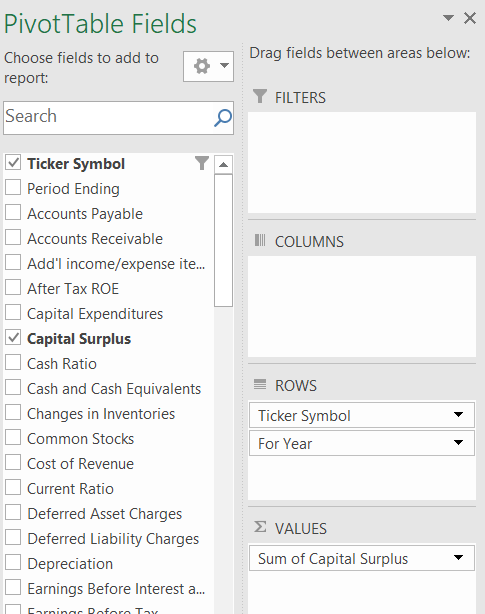 PivotTable Fields
Choose fields to add to
report:
Search
Ticker Symbol
Period Ending
Accounts Payable
Accounts Receivable
Add'l income/expense ite...
After Tax ROE
Capital Expenditures
Capital Surplus
Cash Ratio
Cash and Cash Equivalents
Changes in Inventories
Common Stocks
Cost of Revenue
Current Ratio
Deferred Asset Charges
Deferred Liability Charges
Depreciation
Earnings Before Interest a...
Earnings Before Tax
Drag fields between areas below:
FILTERS
COLUMNS
ROWS
Ticker Symbol
For Year
Σ VALUES
Sum of Capital Surplus